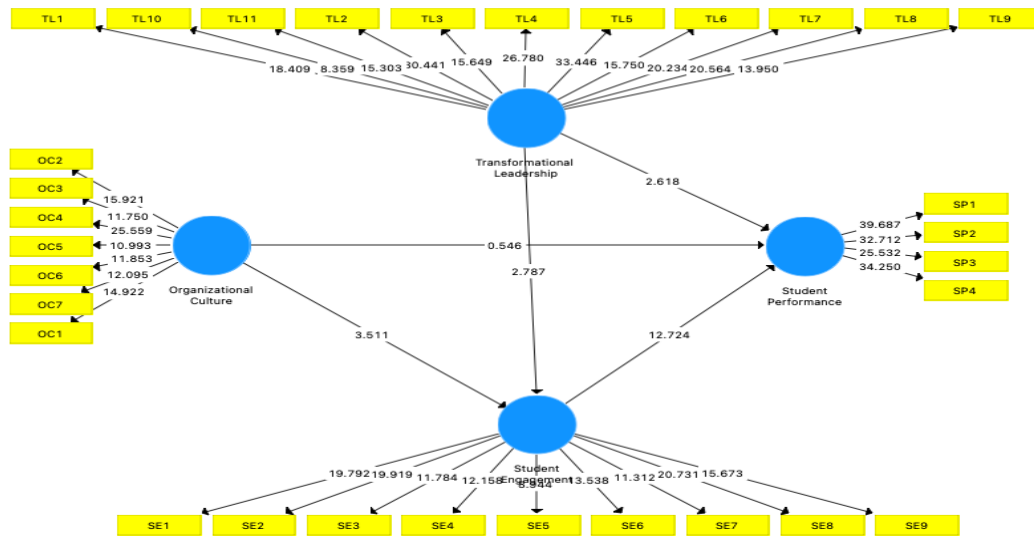 TL1 TL10 TL11 TL2 TL3 TL4 TL5 TL6 TL7 TL8 TL9
18.409 8.359 15.303 30.441 15.649 26.780 33.446 15.750 20.234 20.564 13.950
Transformational
Leadership
OC2
OC3
OC4
OC5
OC6
OC7
OC1
15.921
11.750
25.559
10.993
11.853
12.095
14.922
Organizational
Culture
2.618
0.546
2.787
3.511
12.724
Student
Performance
39.687
32.712
25.532
34.250
SP1
SP2
SP3
SP4
Student
Engagement
19.792 19.919 11.784 12.158 13.538 11.312 20.731 15.673
SE1 SE2 SE3 SE4 SE5 SE6 SE7 SE8 SE9